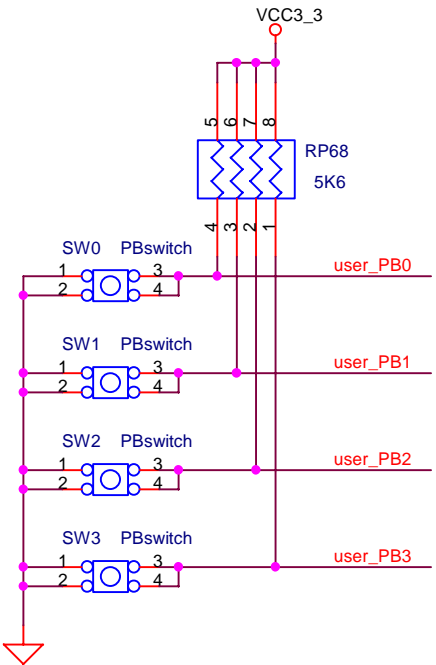 VCC3_3
5 6 7 8
RP68
5K6
4 3 2 1
SW0 PBswitch
1 3 user_PB0
2 4
SW1 PBswitch
1 3 user_PB1
2 4
SW2 PBswitch
1 3 user_PB2
2 4
SW3 PBswitch
1 3 user_PB3
2 4